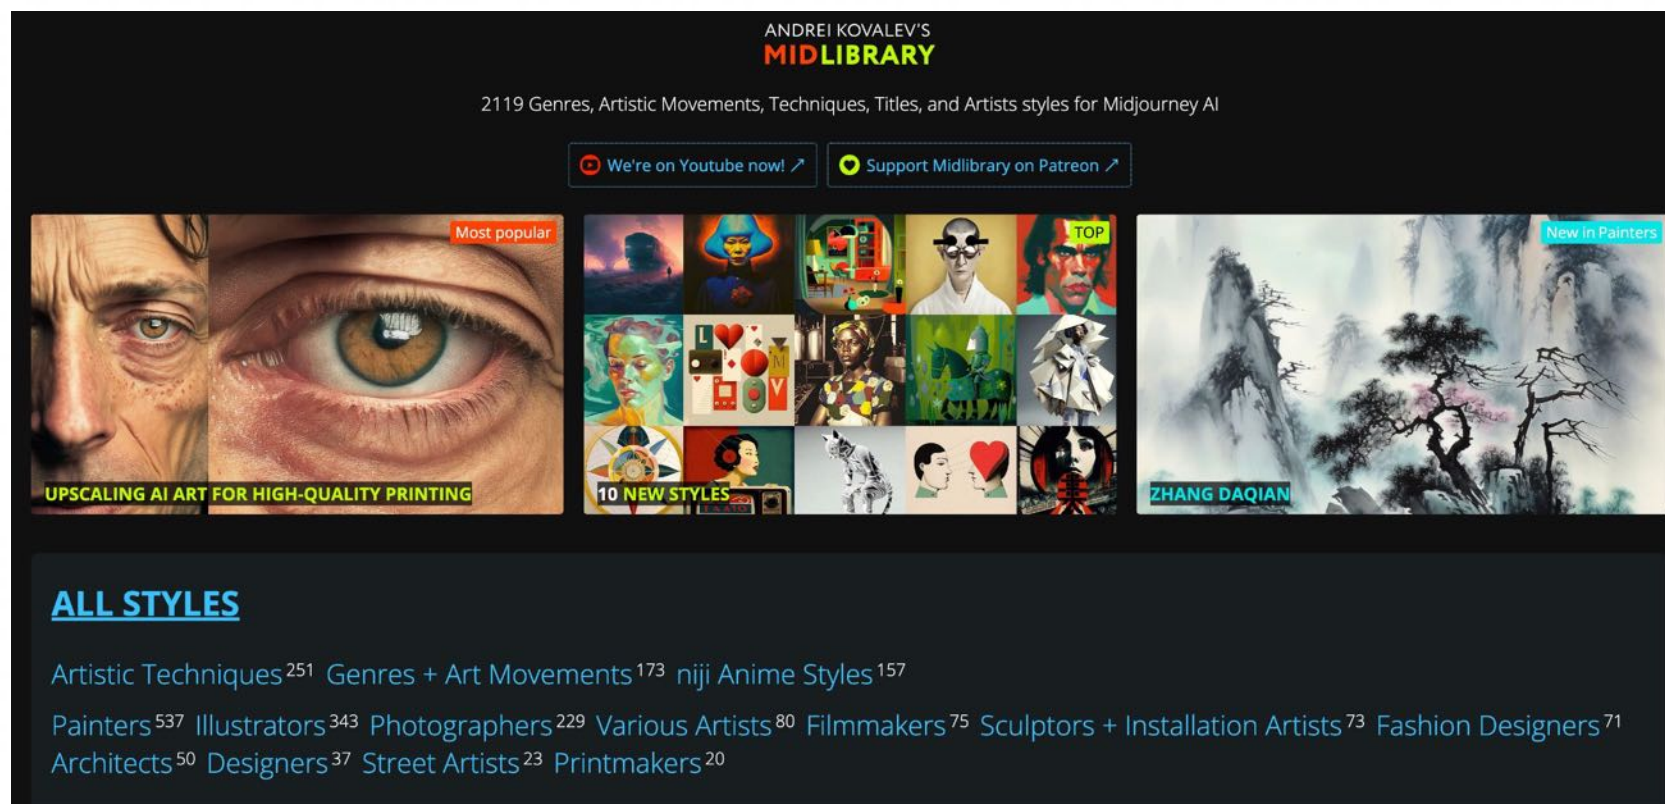 ANDREI KOVALEV'S
MIDLIBRARY
2119 Genres, Artistic Movements, Techniques, Titles, and Artists styles for Midjourney AI
We're on Youtube now! ↗
Support Midlibrary on Patreon ↗
Most popular
UPSCALING AI ART FOR HIGH-QUALITY PRINTING
TOP
L
M
V
10 NEW STYLES
New in Painters
ZHANG DAQIAN
ALL STYLES
Artistic Techniques 251 Genres + Art Movements 173 niji Anime Styles 157
Painters 537 Illustrators 343 Photographers 229 Various Artists 80 Filmmakers 75 Sculptors + Installation Artists 73 Fashion Designers 71
Architects 50 Designers 37 Street Artists 23 Printmakers 20